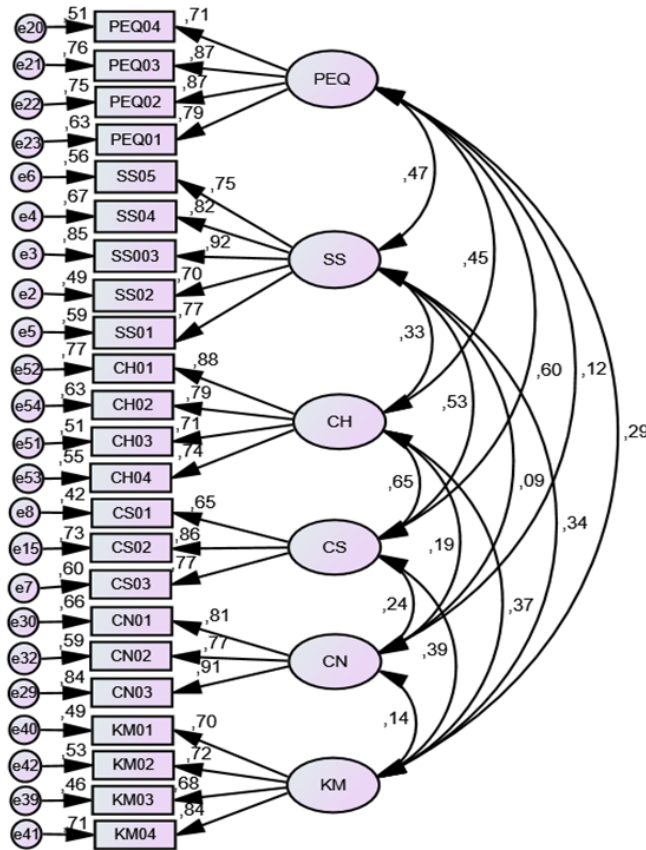 e20 ,51 PEQ04 ,71
e21 ,76 PEQ03 ,87
e22 ,75 PEQ02 ,87
e23 ,63 PEQ01 ,79
PEQ
e6 ,56 SS05 ,75
e4 ,67 SS04 ,82
e3 ,85 SS003 ,92
e2 ,49 SS02 ,70
e5 ,59 SS01 ,77
SS
e52 ,77 CH01 ,88
e54 ,63 CH02 ,79
e51 ,51 CH03 ,71
e53 ,55 CH04 ,74
CH
e8 ,42 CS01 ,65
e15 ,73 CS02 ,86
e7 ,60 CS03 ,77
CS
e30 ,66 CN01 ,81
e32 ,59 CN02 ,77
e29 ,84 CN03 ,91
CN
e40 ,49 KM01 ,70
e42 ,53 KM02 ,72
e39 ,46 KM03 ,68
e41 ,71 KM04 ,84
KM
,47
,45
,33
,60
,12
,53
,29
,65
,09
,34
,19
,24
,37
,39
,14